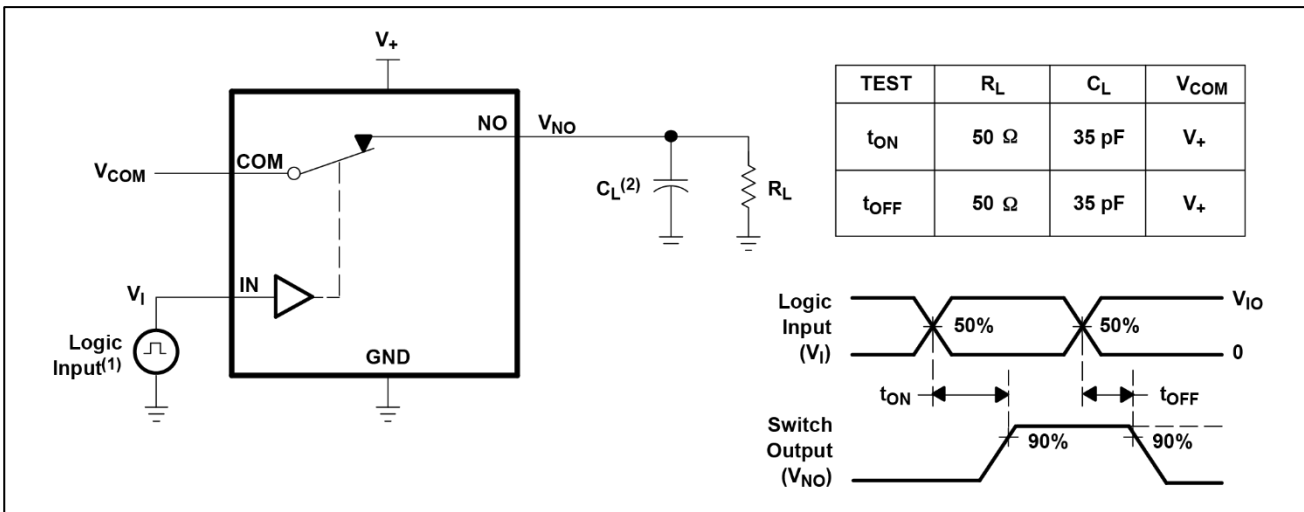 V+
NO
VNO
COM
VCOM
CL(2)
RL
IN
VI
Logic
Input(1)
GND
TEST RL CL VCOM
tON 50 Ω 35 pF V+
tOFF 50 Ω 35 pF V+
Logic
Input
(VI)
50%
50%
VIO
0
tON
tOFF
Switch
Output
(VNO)
90%
90%